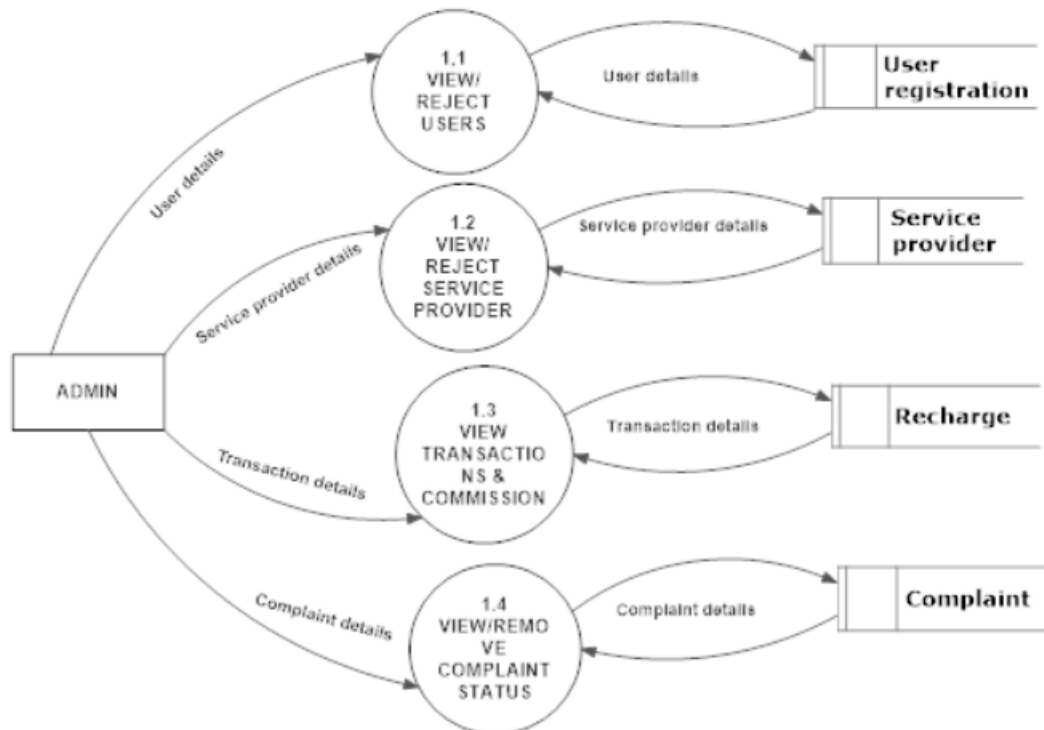 1.1
VIEW/
REJECT
USERS
User details
User
registration
User details
1.2
VIEW/
REJECT
SERVICE
PROVIDER
Service provider details
Service
provider
Service provider details
ADMIN
1.3
VIEW
TRANSACTIO
NS &
COMMISSION
Transaction details
Recharge
Transaction details
1.4
VIEW/REMO
VE
COMPLAINT
STATUS
Complaint details
Complaint
Complaint details